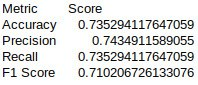 Metric Score
Accuracy 0.735294117647059
Precision 0.7434911589055
Recall 0.735294117647059
F1 Score 0.710206726133076